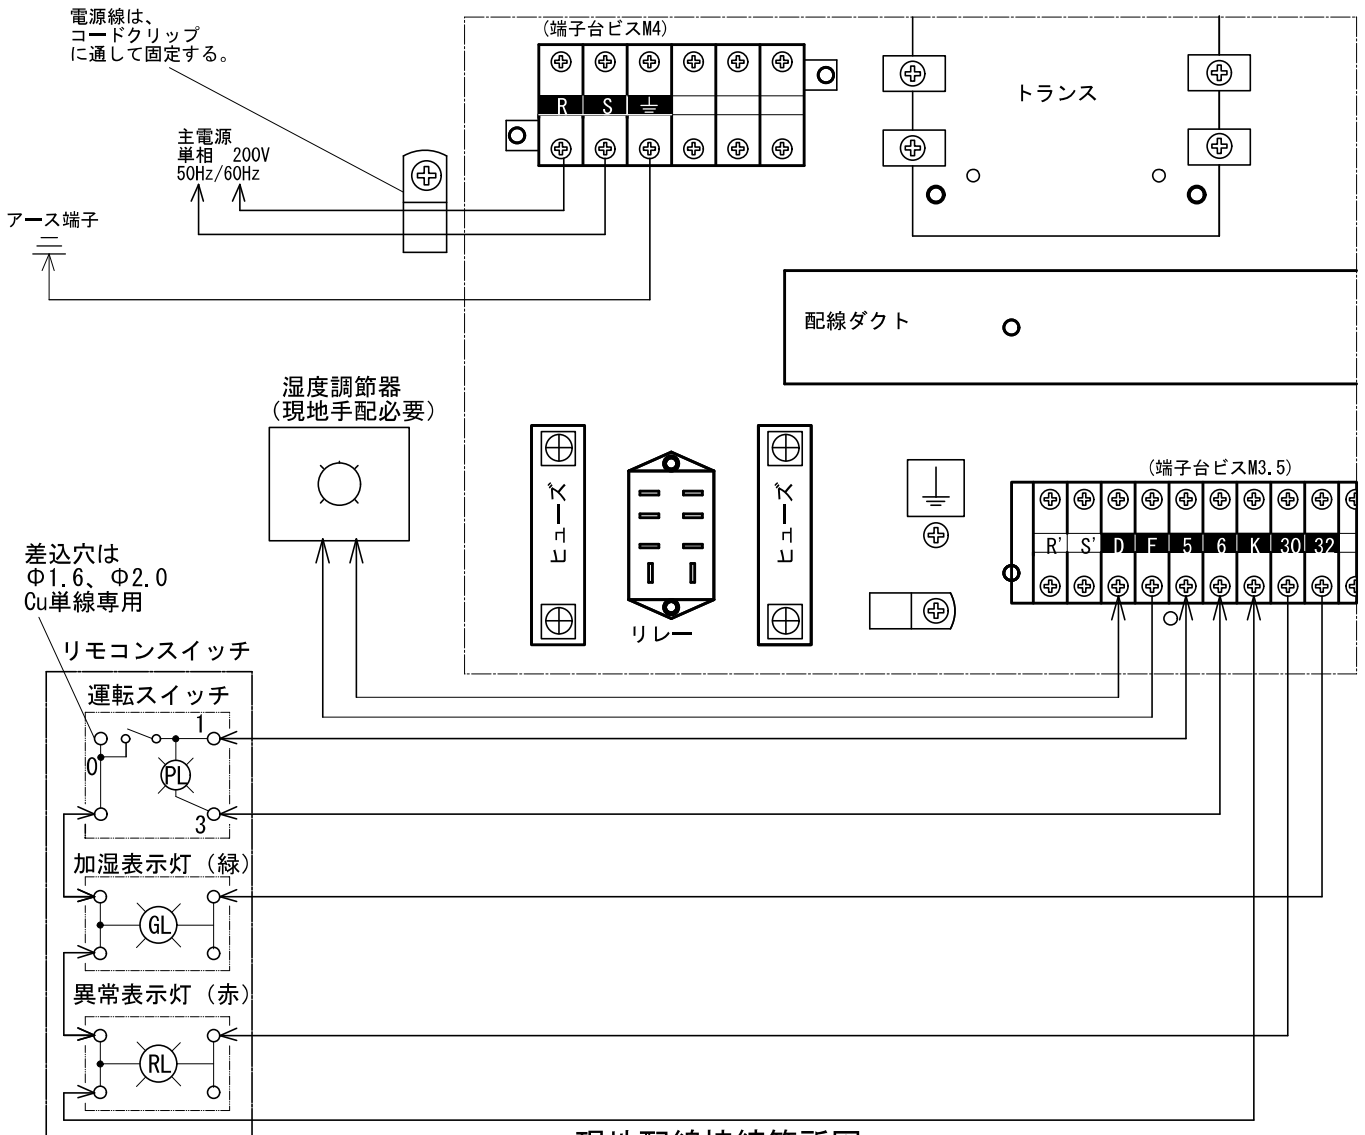 電源線は、
コードクリップ
に通して固定する。
(端子台ビスM4)
R S
トランス
主電源
単相 200V
50Hz/60Hz
アース端子
配線ダクト
湿度調節器
(現地手配必要)
ヒューズ
ヒューズ
リレー
(端子台ビスM3.5)
R' S' D F 5 6 K 30 32
差込穴は
Φ1.6、Φ2.0
Cu単線専用
リモコンスイッチ
運転スイッチ
1
0
PL
3
加湿表示灯(緑)
GL
異常表示灯(赤)
RL